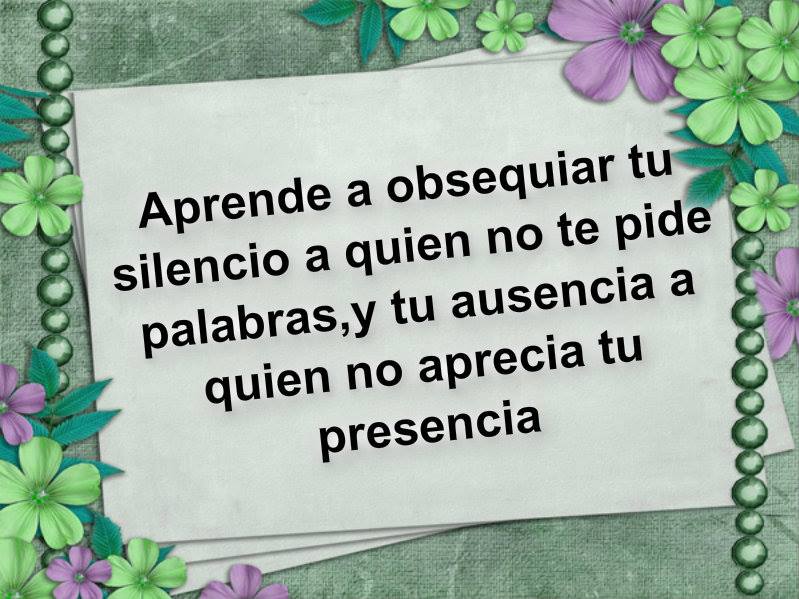 Aprende a obsequiar tu
silencio a quien no te pide
palabras,y tu ausencia a
quien no aprecia tu
presencia